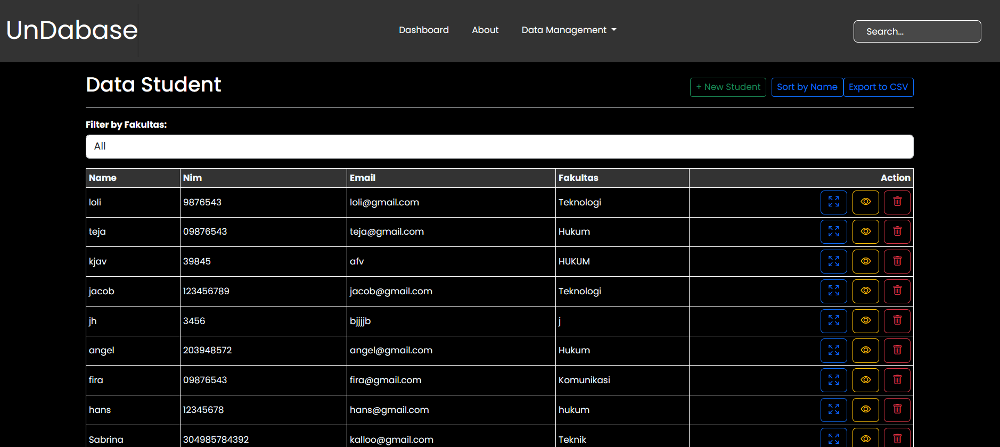 UnDabase
Dashboard About Data Management
Search...
Data Student
+ New Student Sort by Name Export to CSV
Filter by Fakultas:
All
Name Nim Email Fakultas Action
loli 9876543 loli@gmail.com Teknologi
teja 09876543 teja@gmail.com Hukum
kjav 39845 afv HUKUM
jacob 123456789 jacob@gmail.com Teknologi
jh 3456 bjjjjb j
angel 203948572 angel@gmail.com Hukum
fira 09876543 fira@gmail.com Komunikasi
hans 12345678 hans@gmail.com hukum
Sabrina 304985784392 kalloo@gmail.com Teknik